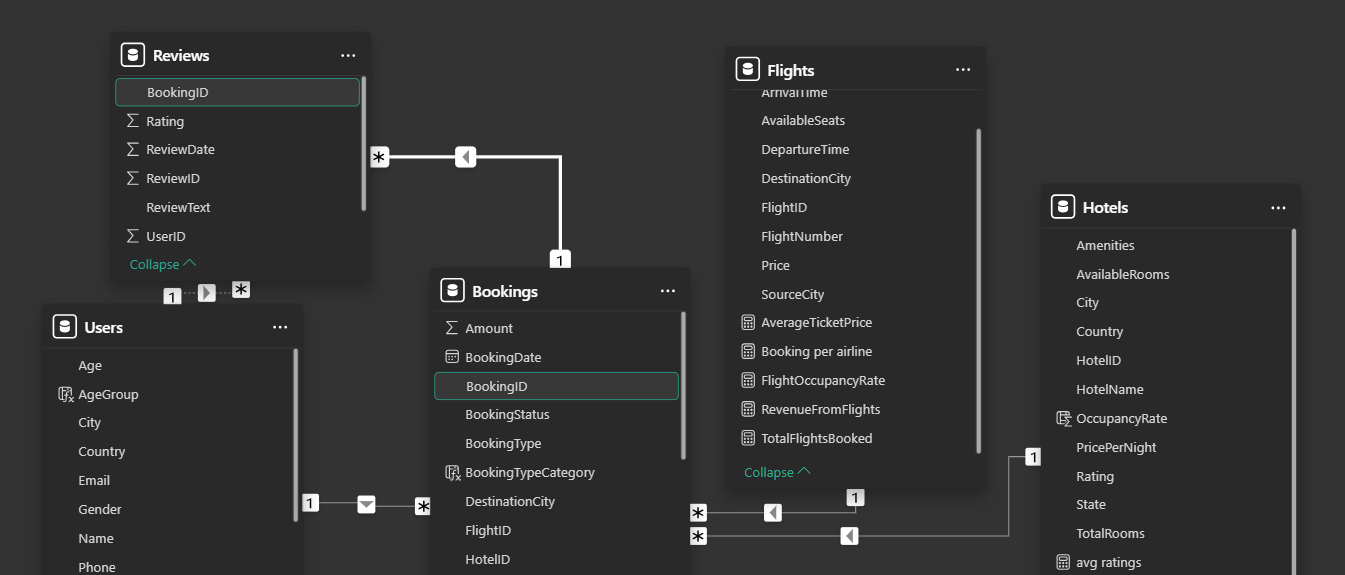 Reviews
BookingID
Rating
ReviewDate
ReviewID
ReviewText
UserID
Collapse
*
1
1
*
Users
Age
AgeGroup
City
Country
Email
Gender
Name
Phone
1
*
Bookings
Amount
BookingDate
BookingID
BookingStatus
BookingType
BookingTypeCategory
DestinationCity
FlightID
HotelID
Flights
ArrivalTime
AvailableSeats
DepartureTime
DestinationCity
FlightID
FlightNumber
Price
SourceCity
AverageTicketPrice
Booking per airline
FlightOccupancyRate
RevenueFromFlights
TotalFlightsBooked
Collapse
1
*
*
1
Hotels
Amenities
AvailableRooms
City
Country
HotelID
HotelName
OccupancyRate
PricePerNight
Rating
State
TotalRooms
avg ratings